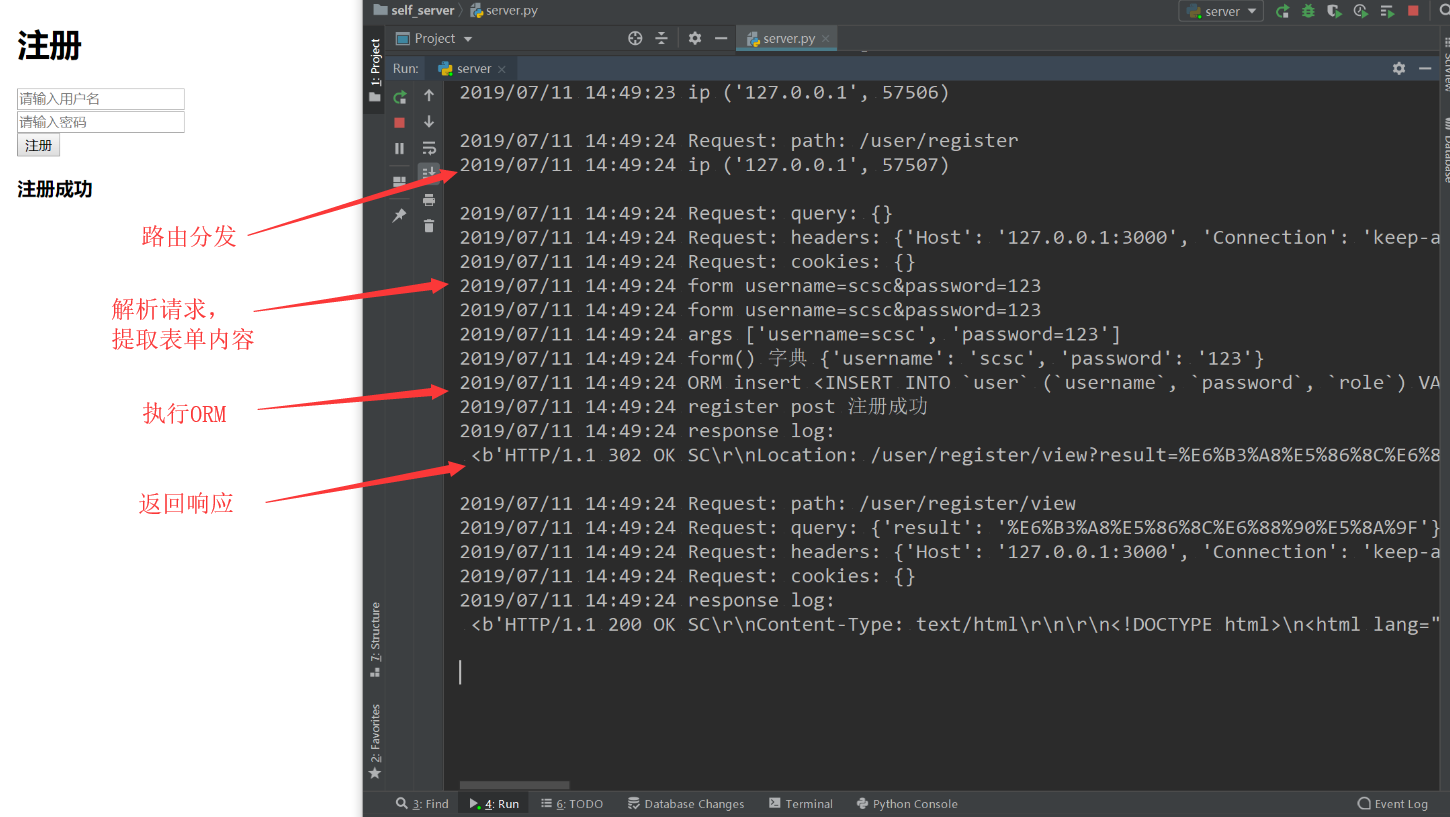 注册
请输入用户名
请输入密码
注册
注册成功
路由分发
解析请求，
提取表单内容
执行ORM
返回响应
self_server
server.py
server
Project
server.py
1: Project
Run:
server
2019/07/11 14:49:23 ip ('127.0.0.1', 57506)
2019/07/11 14:49:24 Request: path: /user/register
2019/07/11 14:49:24 ip ('127.0.0.1', 57507)
2019/07/11 14:49:24 Request: query: {}
2019/07/11 14:49:24 Request: headers: {'Host': '127.0.0.1:3000', 'Connection': 'keep-a
2019/07/11 14:49:24 Request: cookies: {}
2019/07/11 14:49:24 form username=scsc&password=123
2019/07/11 14:49:24 form username=scsc&password=123
2019/07/11 14:49:24 args ['username=scsc', 'password=123']
2019/07/11 14:49:24 form() 字典 {'username': 'scsc', 'password': '123'}
2019/07/11 14:49:24 ORM insert <INSERT INTO `user` (`username`, `password`, `role`) VA
2019/07/11 14:49:24 register post 注册成功
2019/07/11 14:49:24 response log:
<b'HTTP/1.1 302 OK SC\r\nLocation: /user/register/view?result=%E6%B3%A8%E5%86%8C%E6%8
2019/07/11 14:49:24 Request: path: /user/register/view
2019/07/11 14:49:24 Request: query: {'result': '%E6%B3%A8%E5%86%8C%E6%88%90%E5%8A%9F'}
2019/07/11 14:49:24 Request: headers: {'Host': '127.0.0.1:3000', 'Connection': 'keep-a
2019/07/11 14:49:24 Request: cookies: {}
2019/07/11 14:49:24 response log:
<b'HTTP/1.1 200 OK SC\r\nContent-Type: text/html\r\n\r\n<!DOCTYPE html>\n<html lang="
7: Structure
2: Favorites
3: Find
4: Run
6: TODO
Database Changes
Terminal
Python Console
Event Log